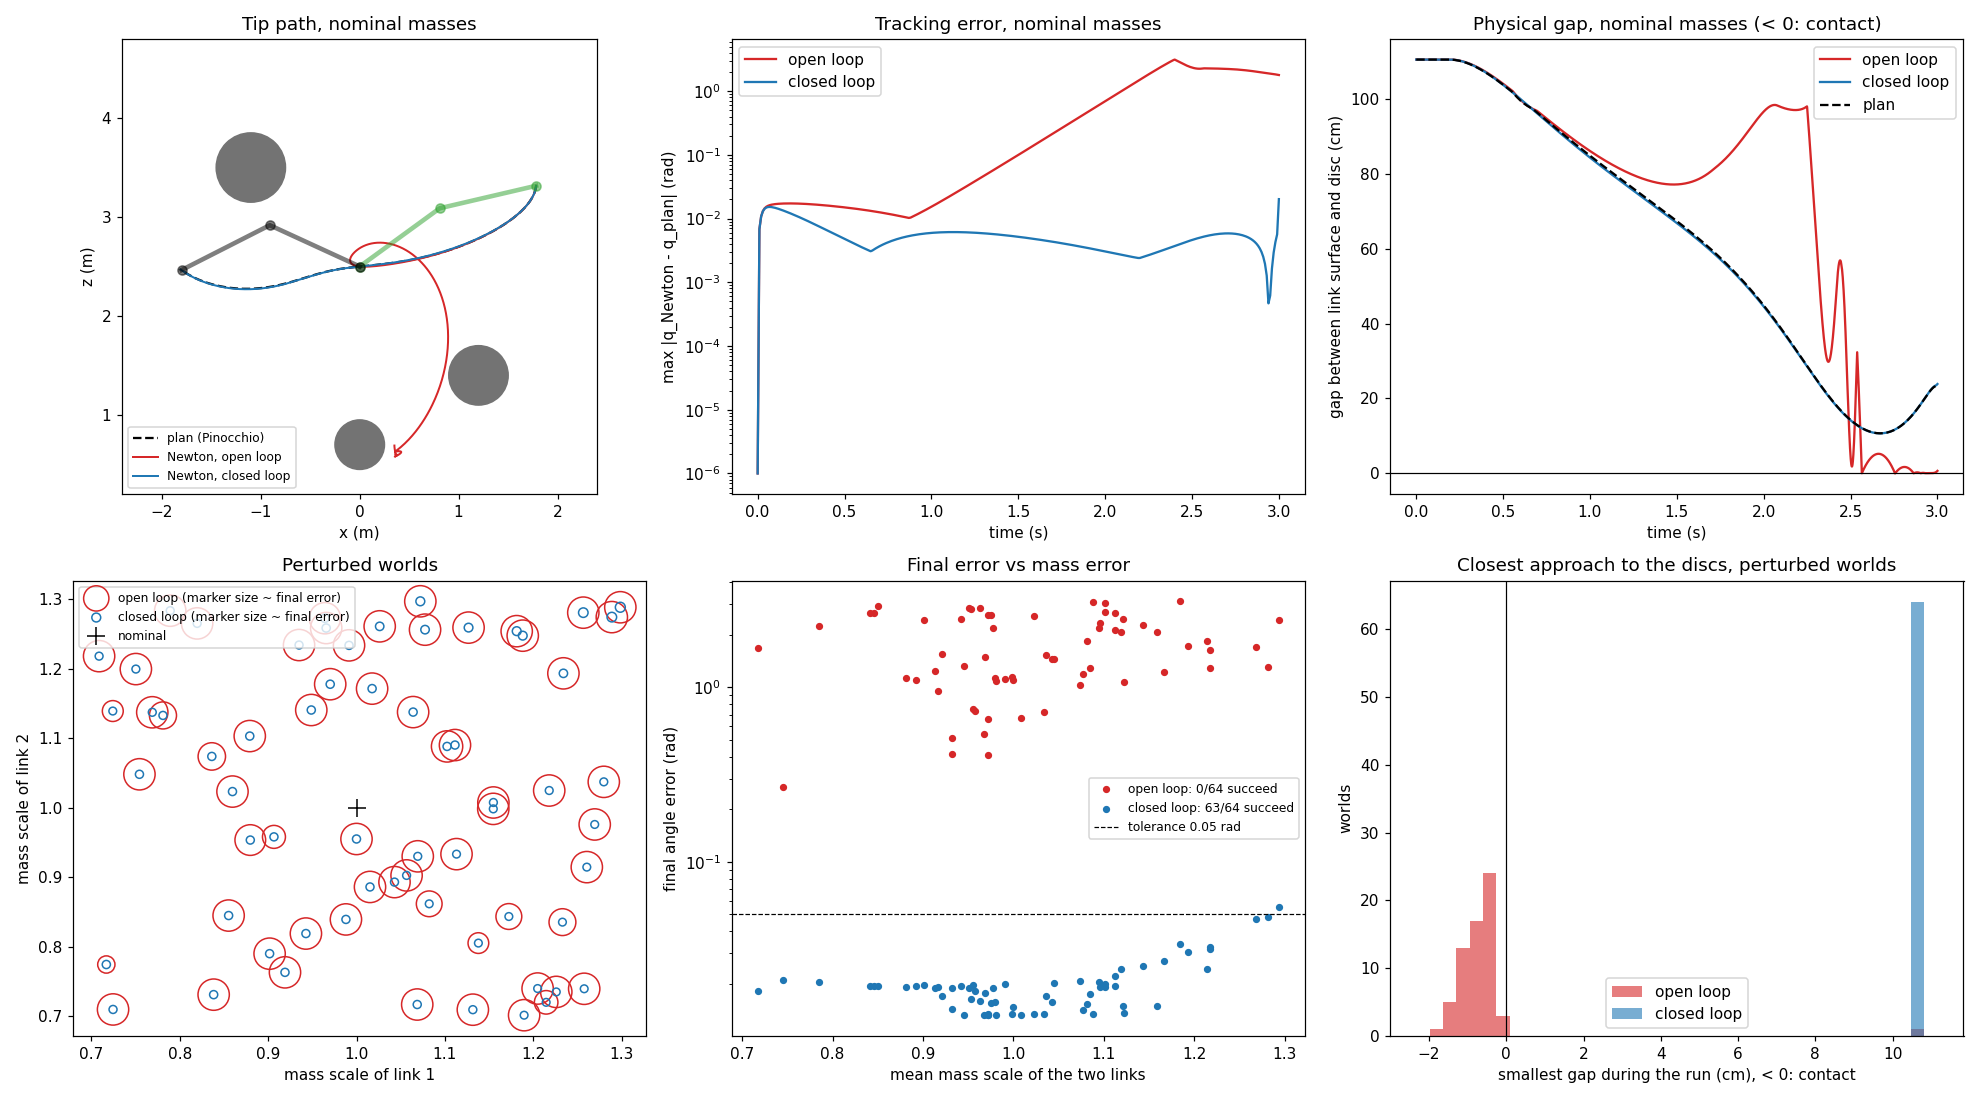 Tip path, nominal masses
4
3
2
1
z (m)
plan (Pinocchio)
Newton, open loop
Newton, closed loop
−2
−1
0
1
2
x (m)
Tracking error, nominal masses
open loop
closed loop
10⁰
10⁻¹
10⁻²
10⁻³
10⁻⁴
10⁻⁵
10⁻⁶
max |q_Newton - q_plan| (rad)
0.0
0.5
1.0
1.5
2.0
2.5
3.0
time (s)
Physical gap, nominal masses (< 0: contact)
open loop
closed loop
plan
100
80
60
40
20
0
gap between link surface and disc (cm)
0.0
0.5
1.0
1.5
2.0
2.5
3.0
time (s)
Perturbed worlds
open loop (marker size ~ final error)
closed loop (marker size ~ final error)
nominal
1.3
1.2
1.1
1.0
0.9
0.8
0.7
mass scale of link 2
0.7
0.8
0.9
1.0
1.1
1.2
1.3
mass scale of link 1
Final error vs mass error
10⁰
10⁻¹
final angle error (rad)
open loop: 0/64 succeed
closed loop: 63/64 succeed
tolerance 0.05 rad
0.7
0.8
0.9
1.0
1.1
1.2
1.3
mean mass scale of the two links
Closest approach to the discs, perturbed worlds
60
50
40
30
20
10
0
worlds
open loop
closed loop
−2
0
2
4
6
8
10
smallest gap during the run (cm), < 0: contact